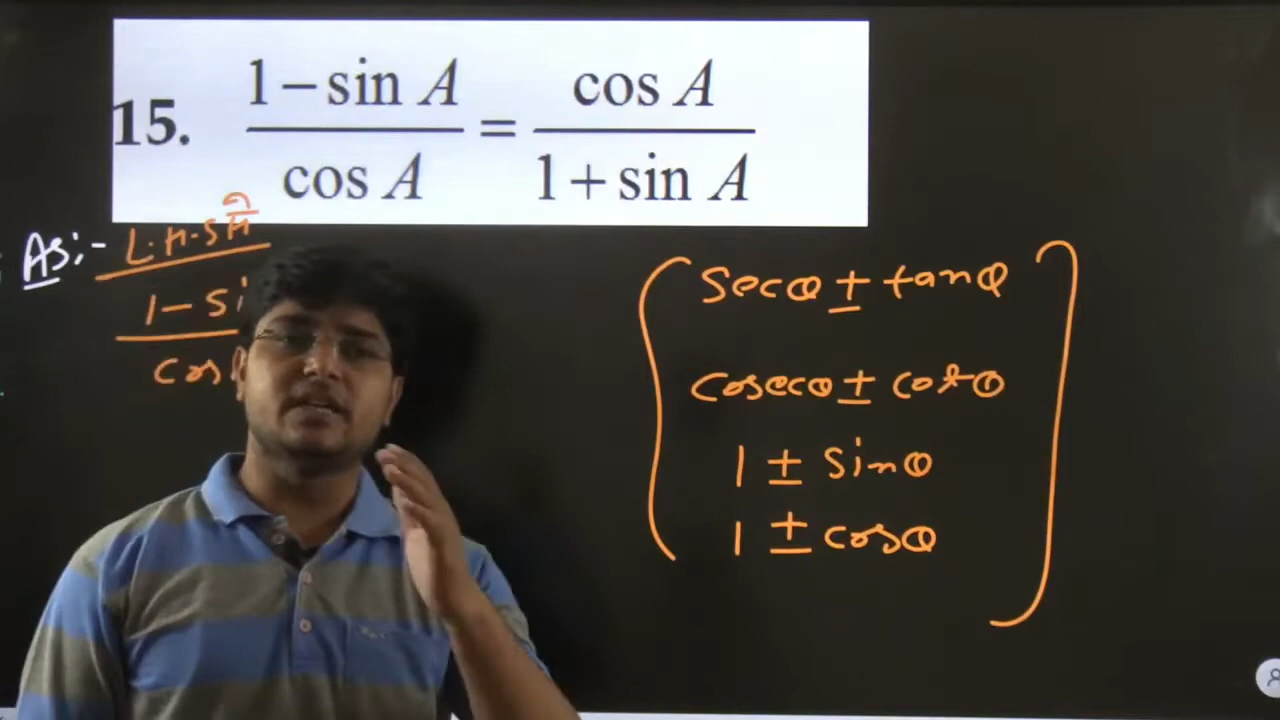 15. 1 − sin A / cos A = cos A / 1 + sin A
As:- L.H.S
1 − si
cos
secθ ± tanθ
cosecθ ± cotθ
1 ± sinθ
1 ± cosθ